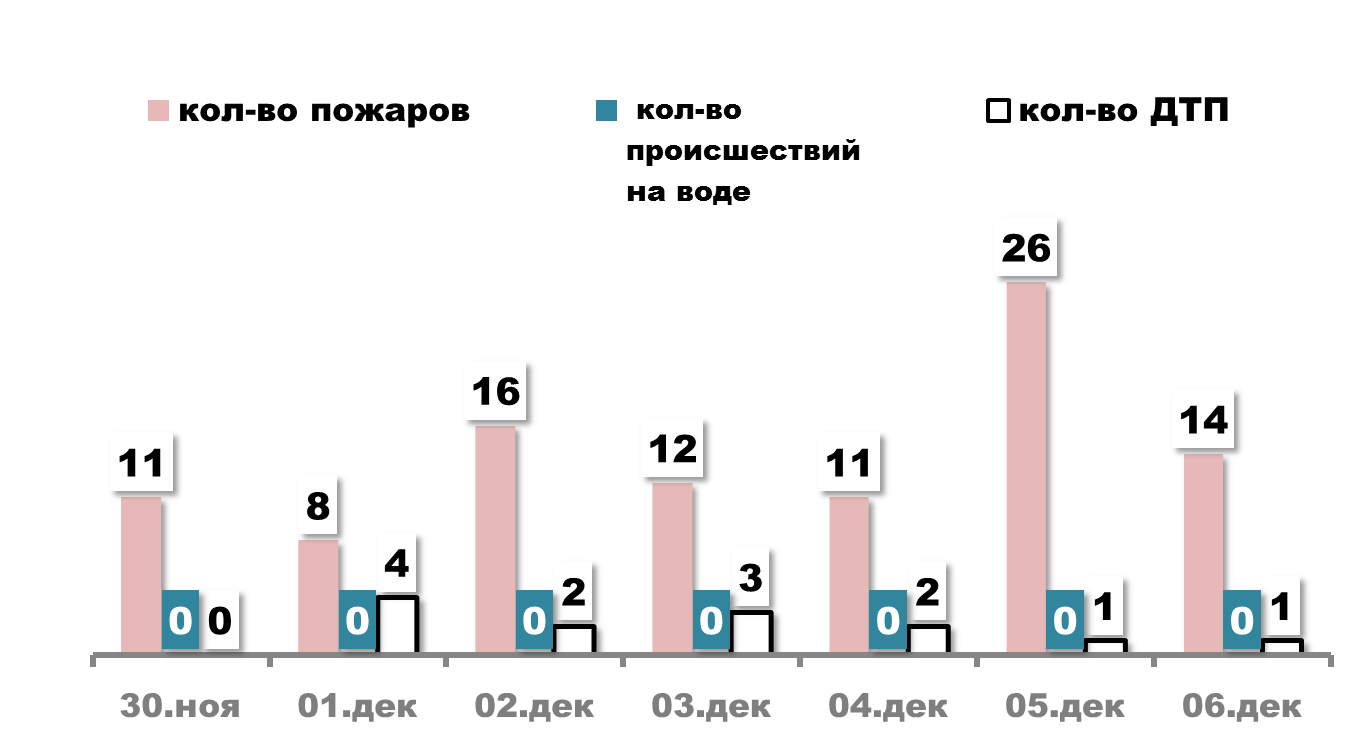 кол-во пожаров
кол-во
происшествий
на воде
кол-во ДТП
11
0
0
8
0
4
16
0
2
12
0
3
11
0
2
26
0
1
14
0
1
30.ноя
01.дек
02.дек
03.дек
04.дек
05.дек
06.дек